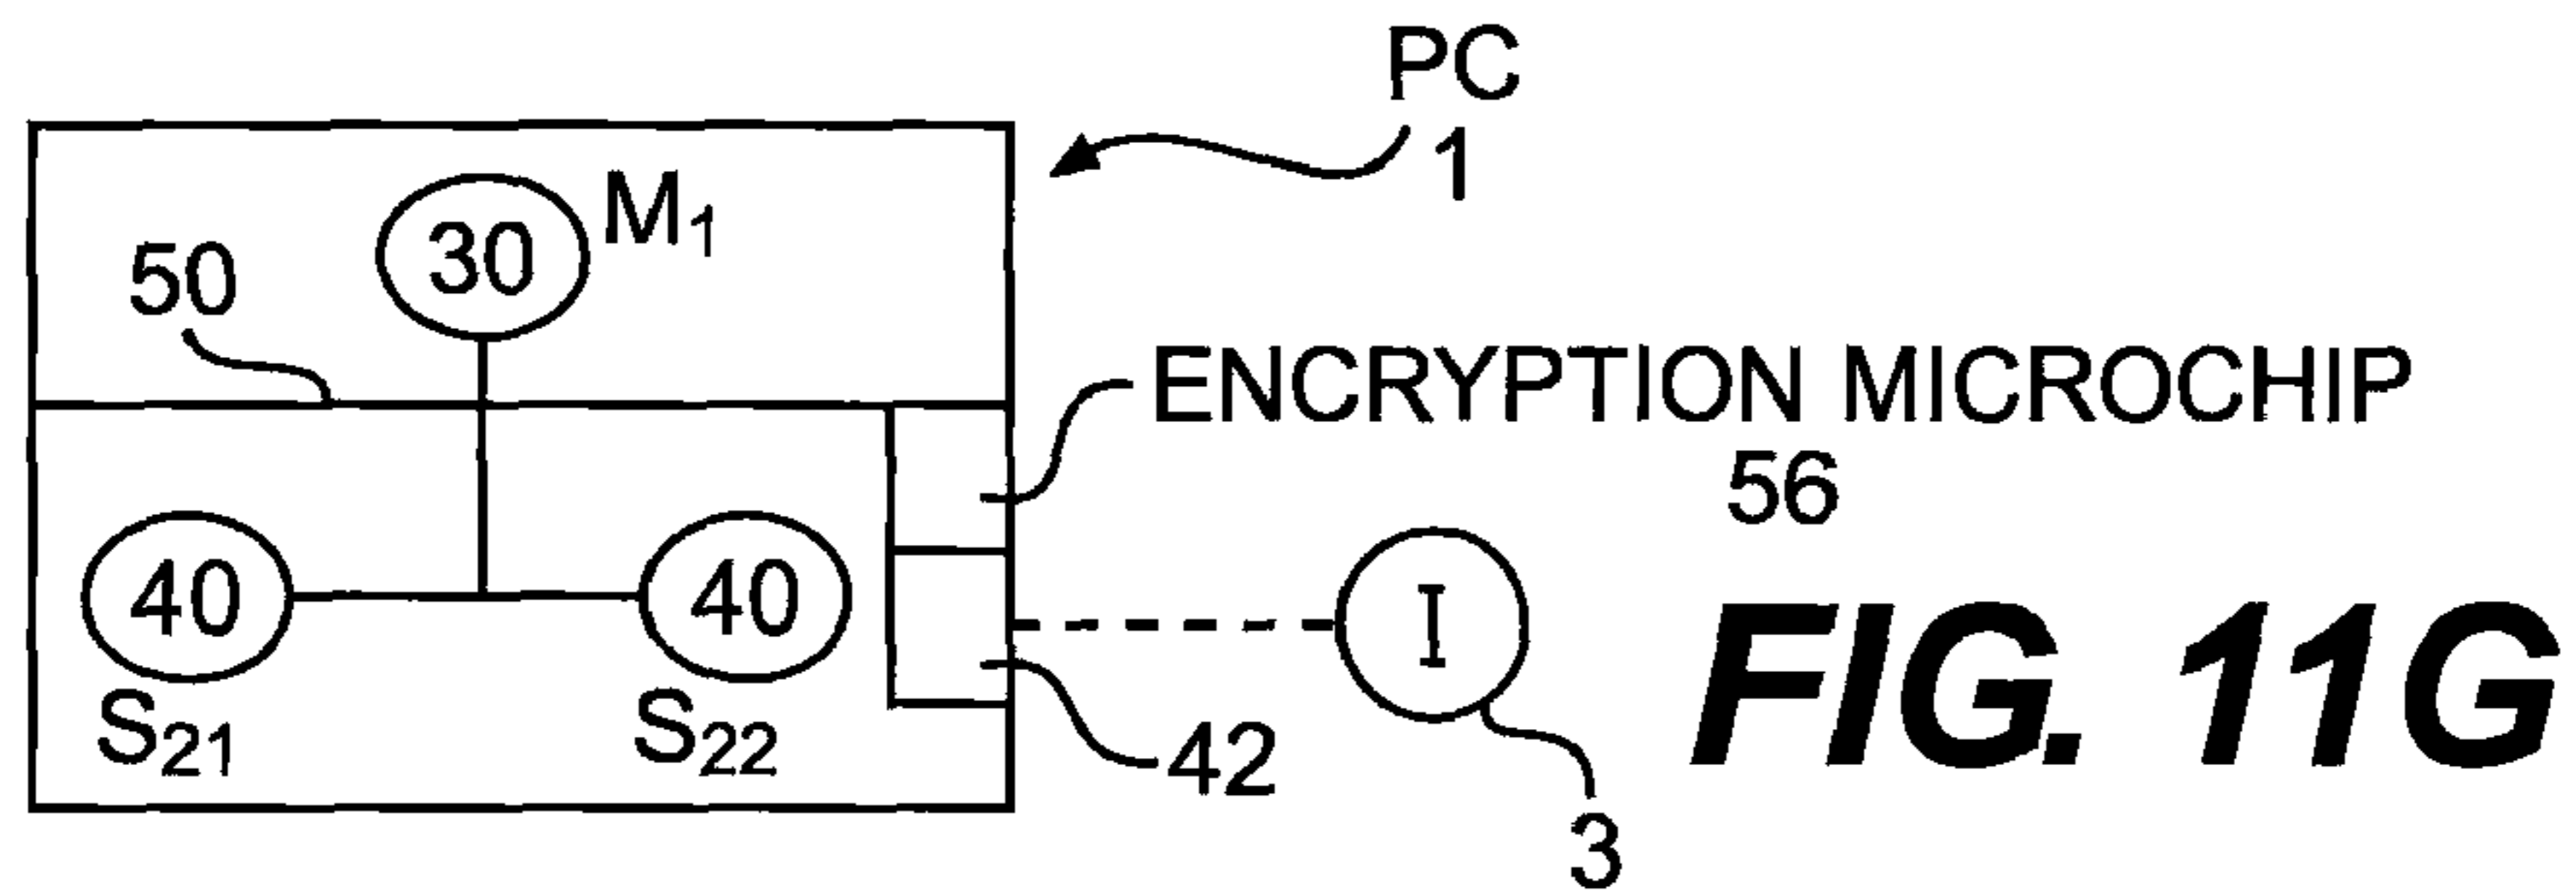 PC
1
M₁
30
50
ENCRYPTION MICROCHIP
56
40
40
I
S₂₁
S₂₂
42
3
FIG. 11G